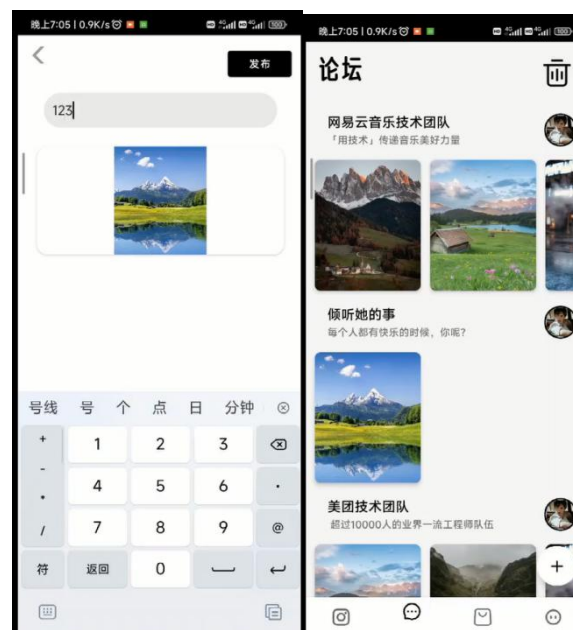 晚上7:05 | 0.9K/s
发布
123
号线 号 个 点 日 分钟
+ 1 2 3
-
4 5 6 .
*
/ 7 8 9 @
符 返回 0
晚上7:05 | 0.9K/s
论坛
网易云音乐技术团队
「用技术」传递音乐美好力量
倾听她的事
每个人都有快乐的时候，你呢？
美团技术团队
超过10000人的业界一流工程师队伍
+